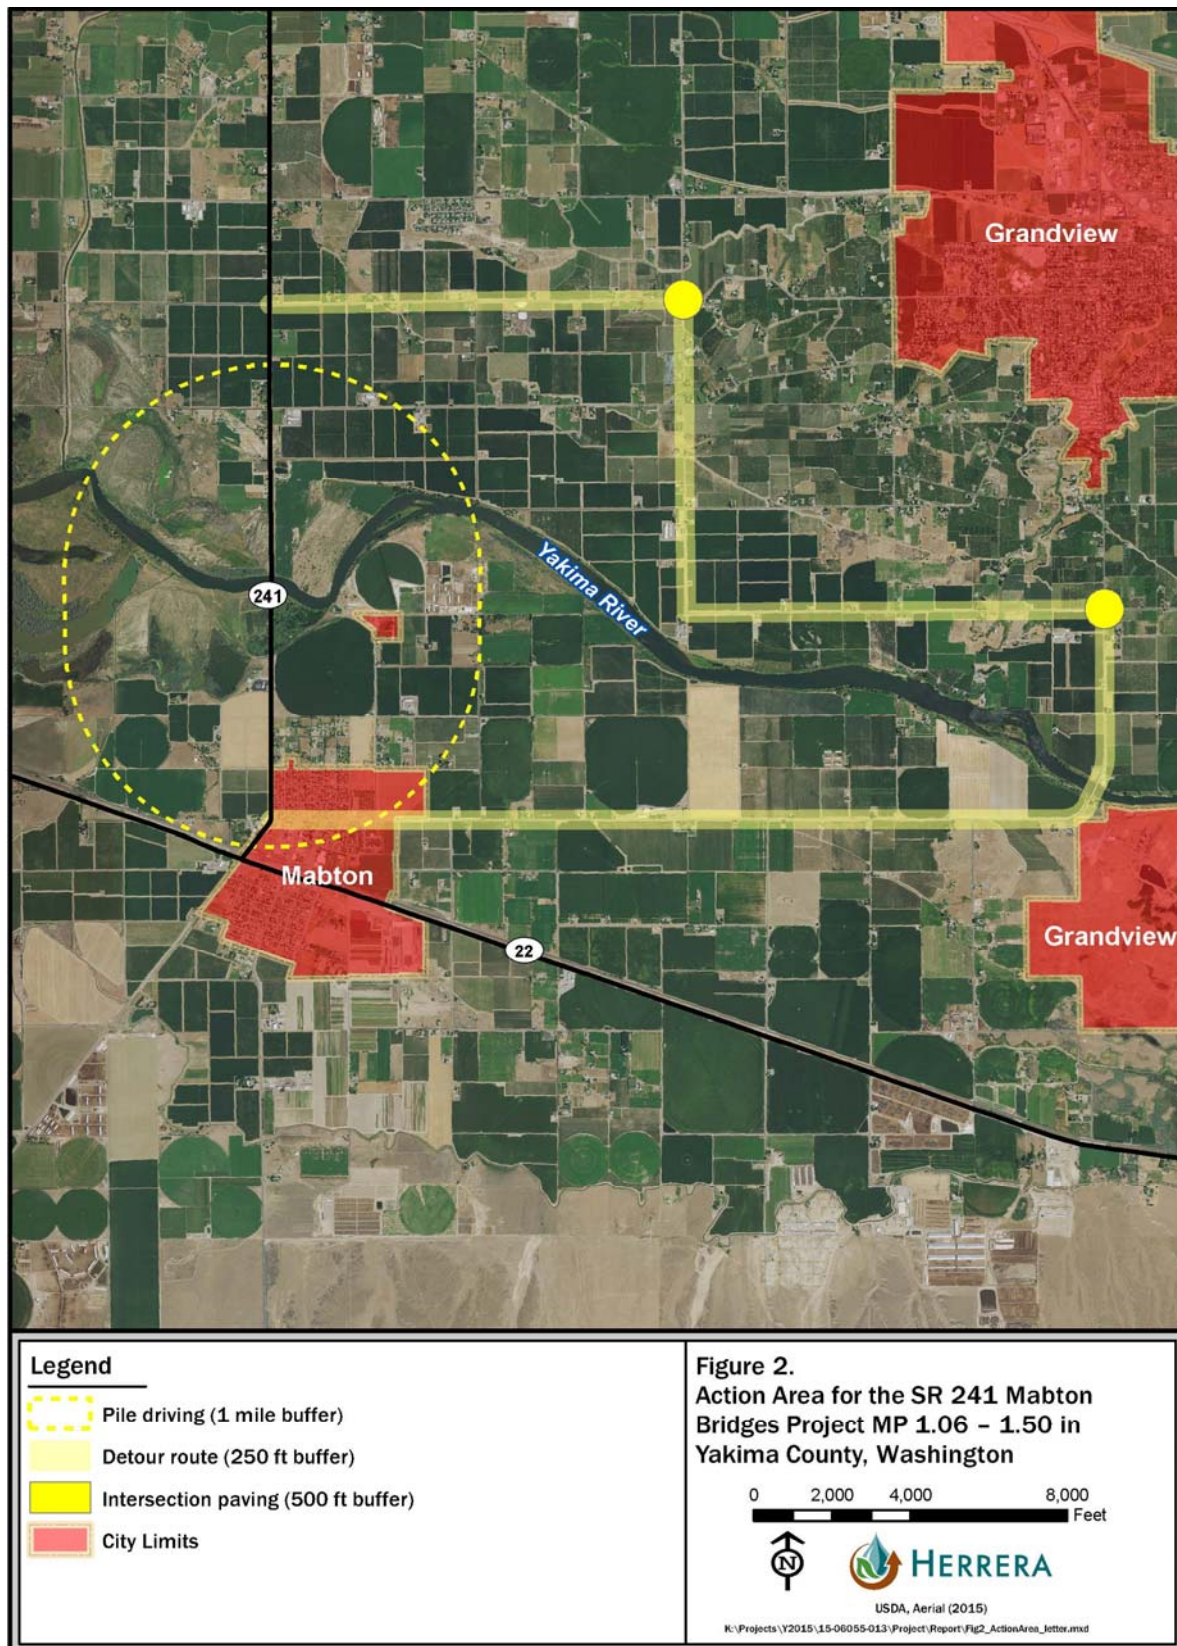 Grandview
Yakima River
241
Mabton
22
Grandview
Legend
Pile driving (1 mile buffer)
Detour route (250 ft buffer)
Intersection paving (500 ft buffer)
City Limits
Figure 2.
Action Area for the SR 241 Mabton
Bridges Project MP 1.06 – 1.50 in
Yakima County, Washington
0 2,000 4,000 8,000
Feet
N
HERRERA
USDA, Aerial (2015)
K:\Projects\Y2015\15-06055-013\Project\Report\Fig2_ActionArea_letter.mxd